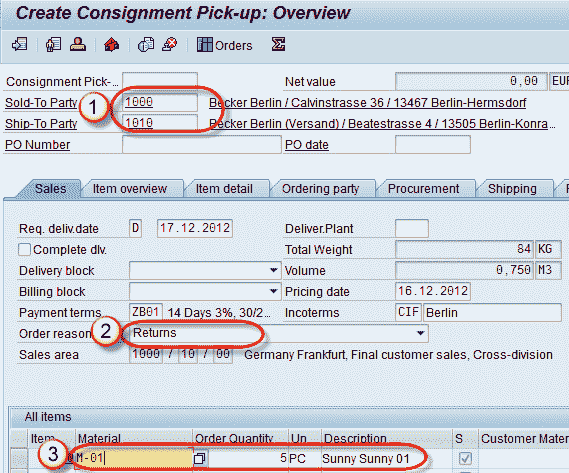 Create Consignment Pick-up: Overview
Orders
Consignment Pick-... Net value 0,00 EUR
1 Sold-To Party 1000 Becker Berlin / Calvinstrasse 36 / 13467 Berlin-Hermsdorf
Ship-To Party 1010 Becker Berlin (Versand) / Beatestrasse 4 / 13505 Berlin-Konra...
PO Number PO date
Sales Item overview Item detail Ordering party Procurement Shipping
Req. deliv.date D 17.12.2012 Deliver.Plant
Complete dlv. Total Weight 84 KG
Delivery block Volume 0,750 M3
Billing block Pricing date 16.12.2012
Payment terms ZB01 14 Days 3%, 30/2... Incoterms CIF Berlin
Order reason 2 Returns
Sales area 1000 / 10 / 00 Germany Frankfurt, Final customer sales, Cross-division
All items
Item Material Order Quantity Un Description S Customer Mater
3 M-01 5 PC Sunny Sunny 01